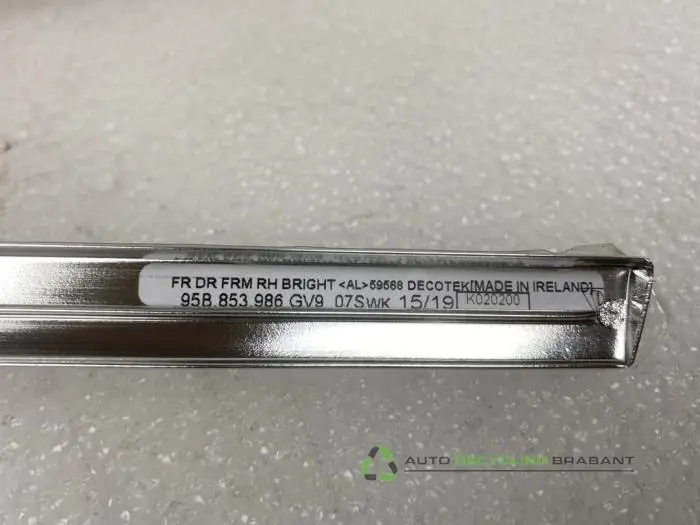 FR DR FRM RH BRIGHT <AL>59568 DECOTEK[MADE IN IRELAND]
95B 853 986 GV9 07SWK 15/19 K020200
AUTO RECYCLING BRABANT